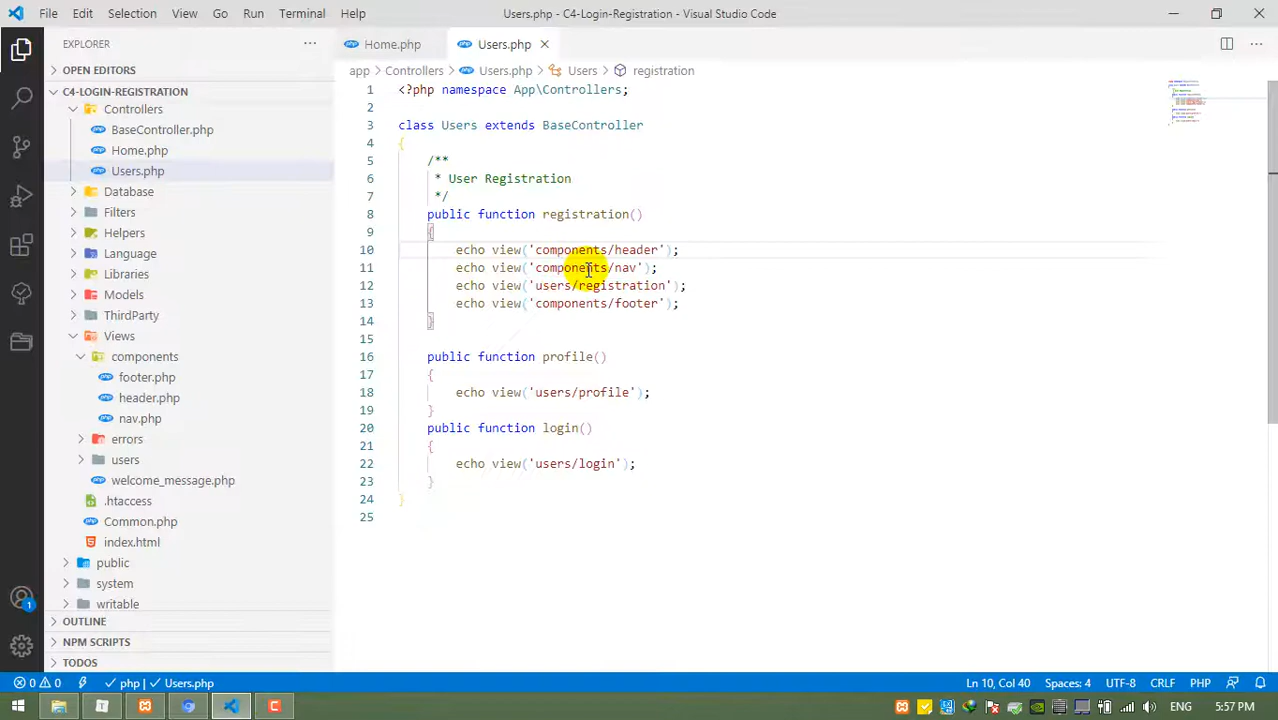 File Edit Selection View Go Run Terminal Help
Users.php - C4-Login-Registration - Visual Studio Code
EXPLORER
OPEN EDITORS
C4-LOGIN-REGISTRATION
Controllers
BaseController.php
Home.php
Users.php
Database
Filters
Helpers
Language
Libraries
Models
ThirdParty
Views
components
footer.php
header.php
nav.php
errors
users
welcome_message.php
.htaccess
Common.php
index.html
public
system
writable
OUTLINE
NPM SCRIPTS
TODOS
1
Home.php
Users.php
app > Controllers > Users.php > Users > registration
1 <?php namespace App\Controllers;
2
3 class Users extends BaseController
4 {
5 /**
6 * User Registration
7 */
8 public function registration()
9 {
10 echo view('components/header');
11 echo view('components/nav');
12 echo view('users/registration');
13 echo view('components/footer');
14 }
15
16 public function profile()
17 {
18 echo view('users/profile');
19 }
20 public function login()
21 {
22 echo view('users/login');
23 }
24 }
25
0 0 php Users.php
Ln 10, Col 40 Spaces: 4 UTF-8 CRLF PHP
ENG 5:57 PM